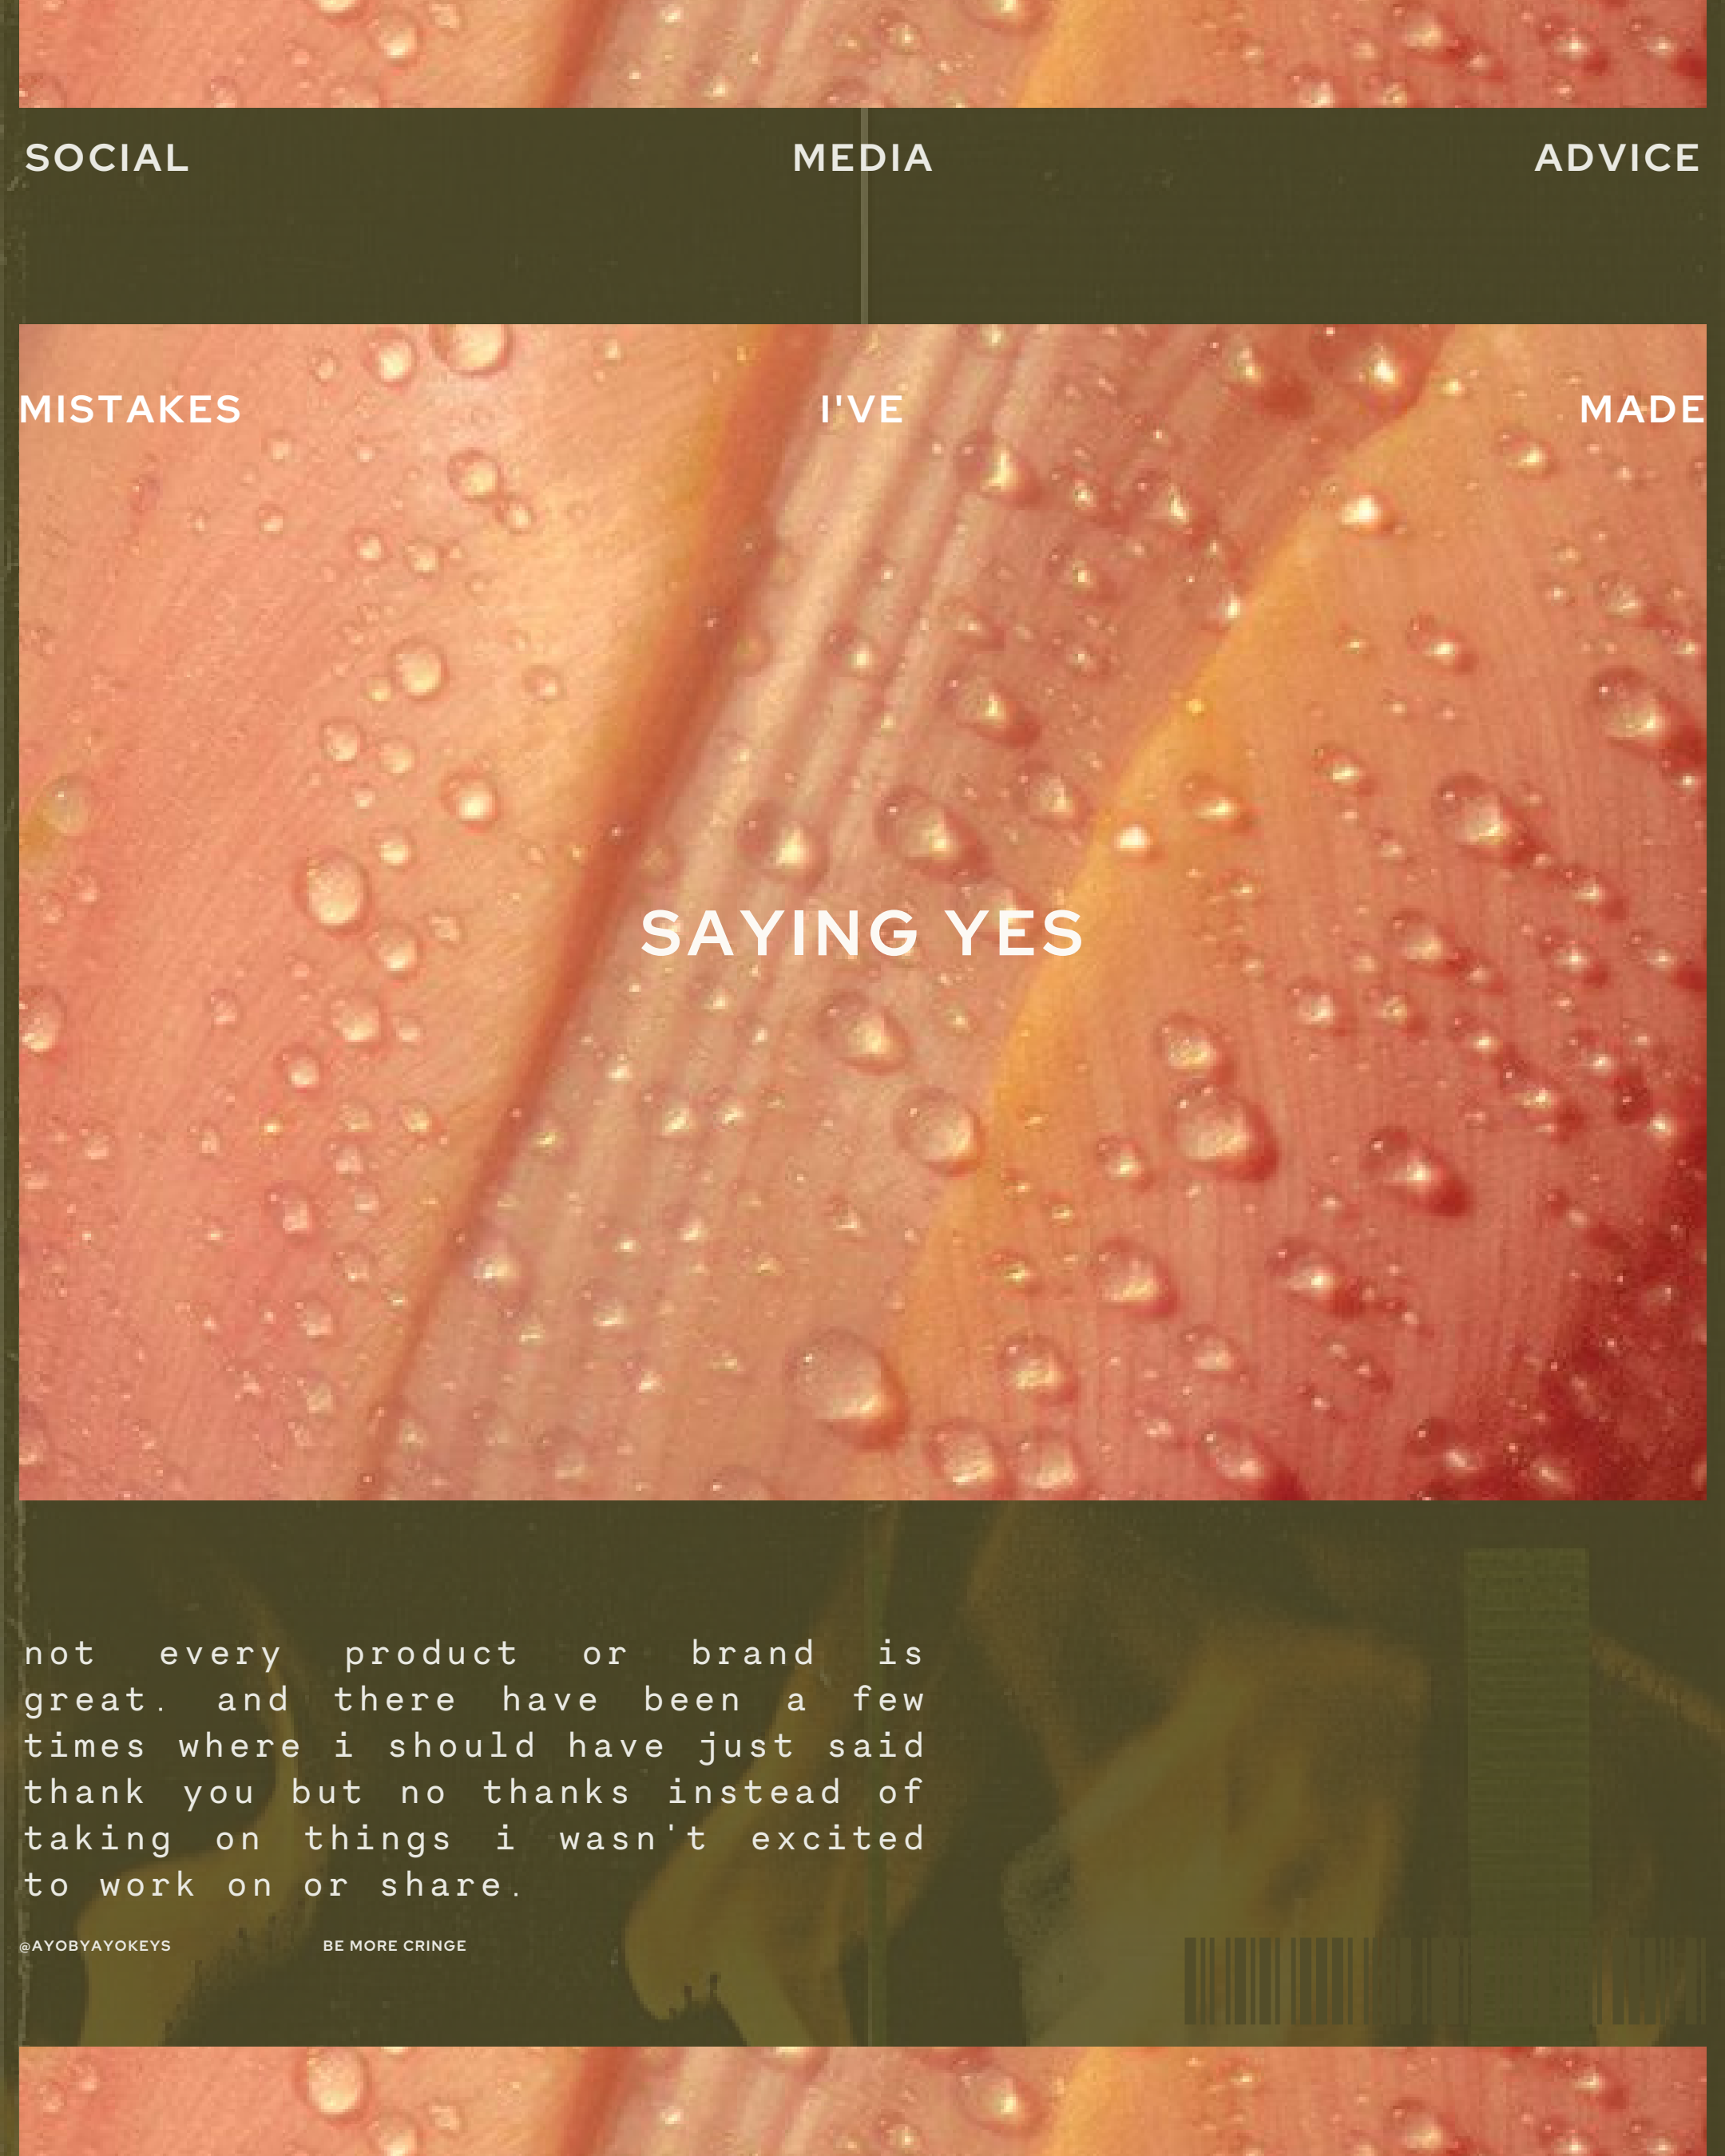 SOCIAL MEDIA ADVICE
MISTAKES I'VE MADE
SAYING YES
not every product or brand is
great. and there have been a few
times where i should have just said
thank you but no thanks instead of
taking on things i wasn't excited
to work on or share.
@AYOBYAYOKEYS BE MORE CRINGE